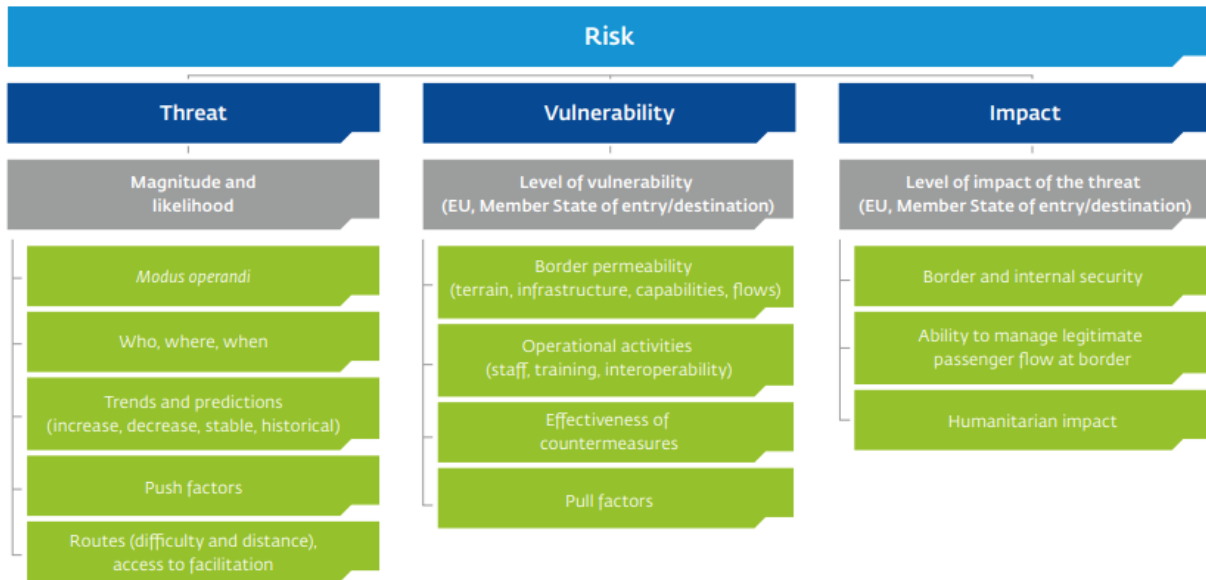 Risk
Threat
Magnitude and
likelihood
Modus operandi
Who, where, when
Trends and predictions
(increase, decrease, stable, historical)
Push factors
Routes (difficulty and distance),
access to facilitation
Vulnerability
Level of vulnerability
(EU, Member State of entry/destination)
Border permeability
(terrain, infrastructure, capabilities, flows)
Operational activities
(staff, training, interoperability)
Effectiveness of
countermeasures
Pull factors
Impact
Level of impact of the threat
(EU, Member State of entry/destination)
Border and internal security
Ability to manage legitimate
passenger flow at border
Humanitarian impact